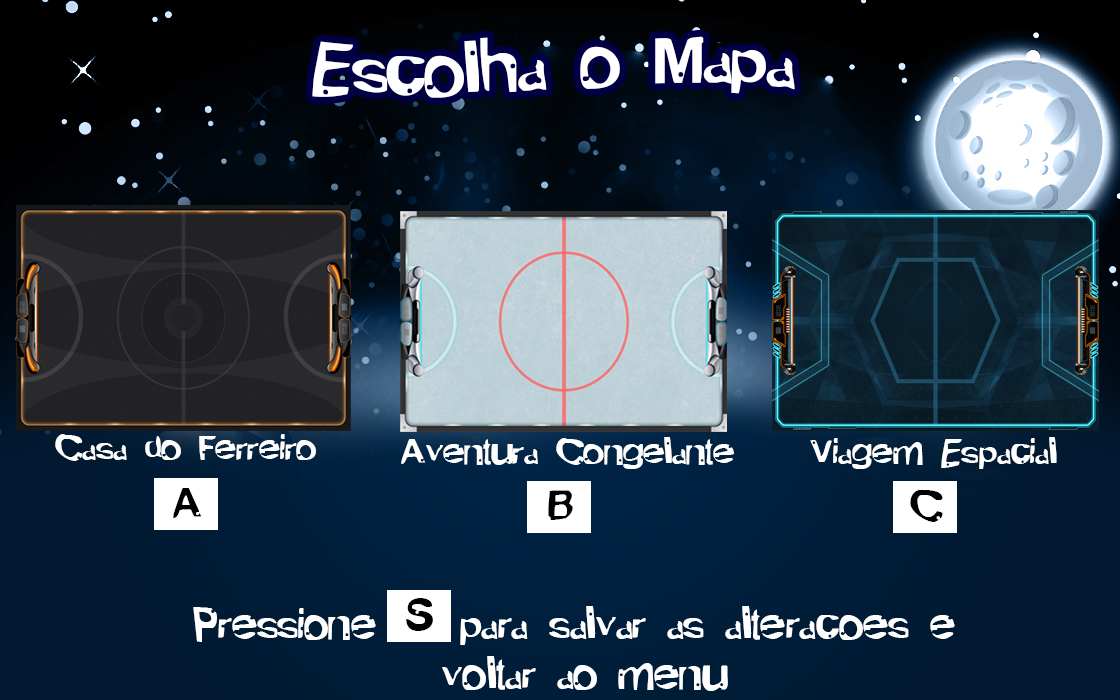 Escolha o Mapa
Casa do Ferreiro
Aventura Congelante
Viagem Espacial
A
B
C
Pressione S para salvar as alteracoes e
voltar ao menu